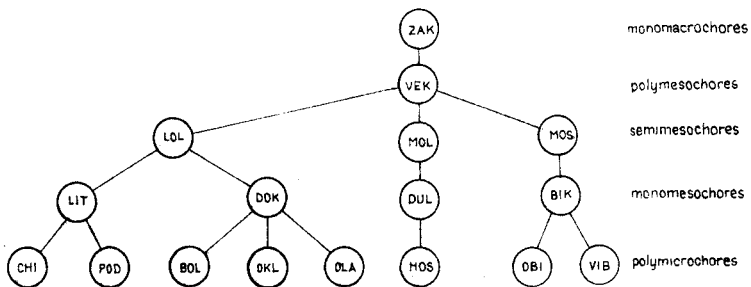 ZAK monomacrochores
VEK polymesochores
LOL MOL MOS semimesochores
LIT DOK DUL BIK monomesochores
CHI POD BOL OKL OLA MOS OBI VIB polymicrochores